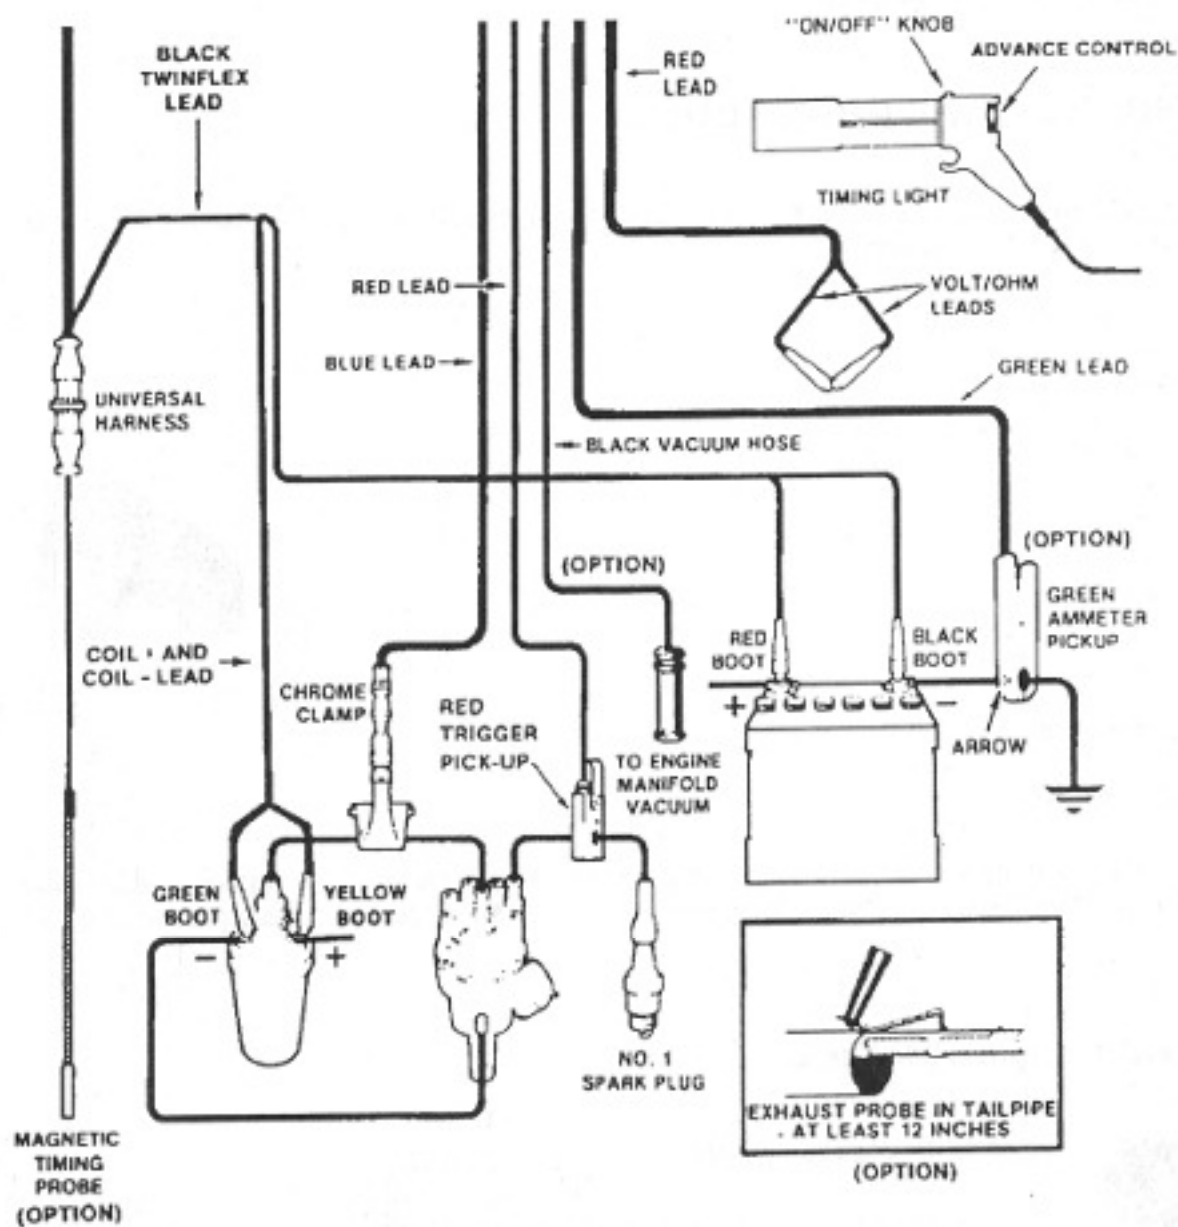 "ON/OFF" KNOB
ADVANCE CONTROL
BLACK
TWINFLEX
LEAD
RED
LEAD
TIMING LIGHT
RED LEAD
VOLT/OHM
LEADS
BLUE LEAD
GREEN LEAD
UNIVERSAL
HARNESS
BLACK VACUUM HOSE
(OPTION)
(OPTION)
GREEN
AMMETER
PICKUP
RED
BOOT
BLACK
BOOT
COIL + AND
COIL - LEAD
CHROME
CLAMP
RED
TRIGGER
PICK-UP
+
-
ARROW
TO ENGINE
MANIFOLD
VACUUM
GREEN
BOOT
YELLOW
BOOT
-
+
NO. 1
SPARK PLUG
EXHAUST PROBE IN TAILPIPE
. AT LEAST 12 INCHES
(OPTION)
MAGNETIC
TIMING
PROBE
(OPTION)